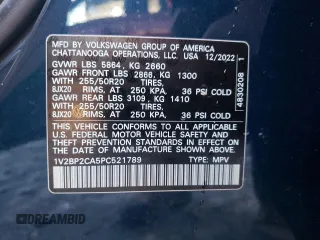 MFD BY VOLKSWAGEN GROUP OF AMERICA
CHATTANOOGA OPERATIONS, LLC. USA 12/2022
GVWR LBS 5864, KG 2660
GAWR FRONT LBS 2866, KG 1300
WITH 255/50R20 TIRES,
8JX20 RIMS, AT 250 KPA. 36 PSI COLD
GAWR REAR LBS 3109, KG 1410
WITH 255/50R20 TIRES,
8JX20 RIMS, AT 250 KPA. 36 PSI COLD
THIS VEHICLE CONFORMS TO ALL APPLICABLE
U.S. FEDERAL MOTOR VEHICLE SAFETY AND
THEFT PREVENTION STANDARDS IN EFFECT ON
THE DATE OF MANUFACTURE SHOWN ABOVE
1V2BP2CA5PC521789 TYPE: MPV
4830208 1